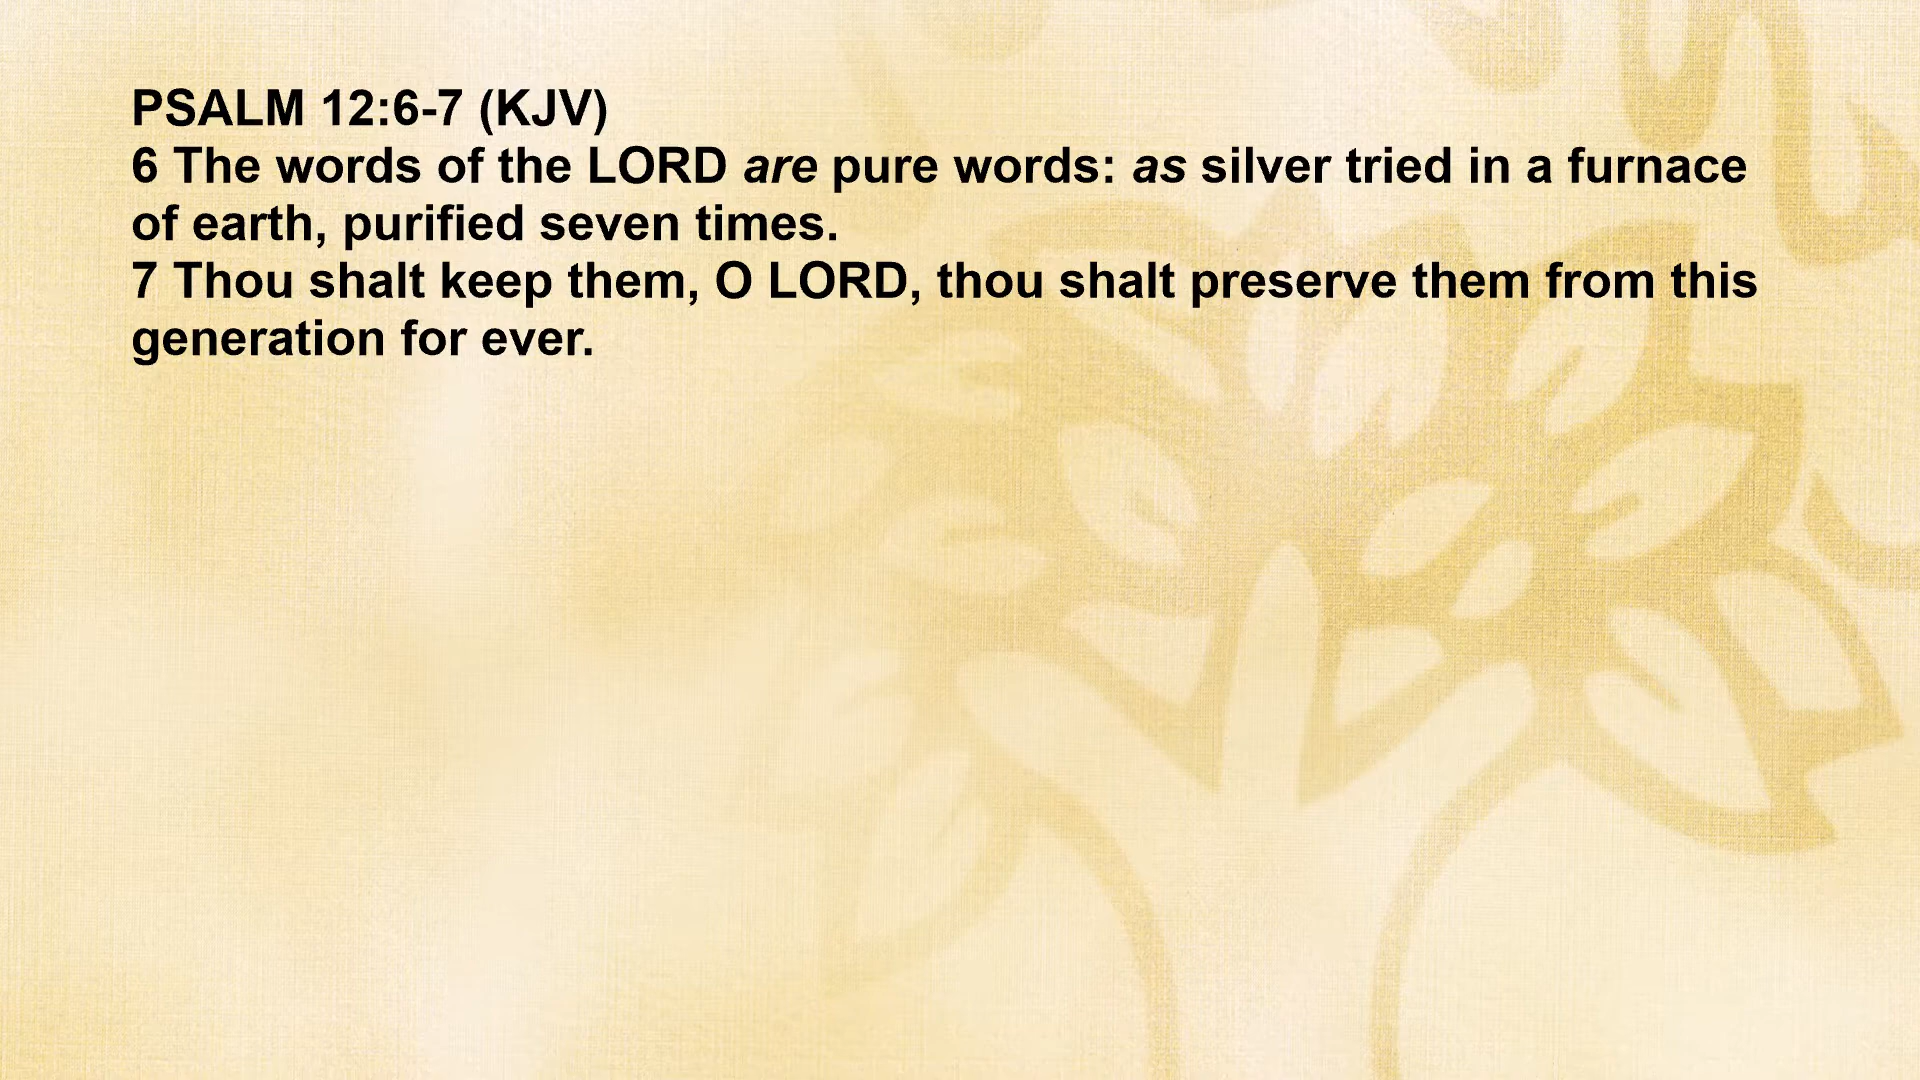 PSALM 12:6-7 (KJV)
6 The words of the LORD are pure words: as silver tried in a furnace
of earth, purified seven times.
7 Thou shalt keep them, O LORD, thou shalt preserve them from this
generation for ever.